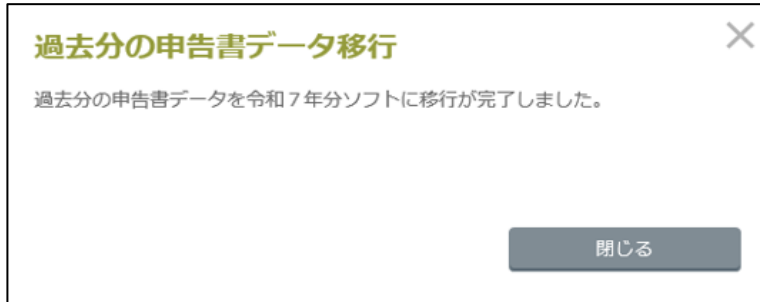 過去分の申告書データ移行
過去分の申告書データを令和７年分ソフトに移行が完了しました。
閉じる